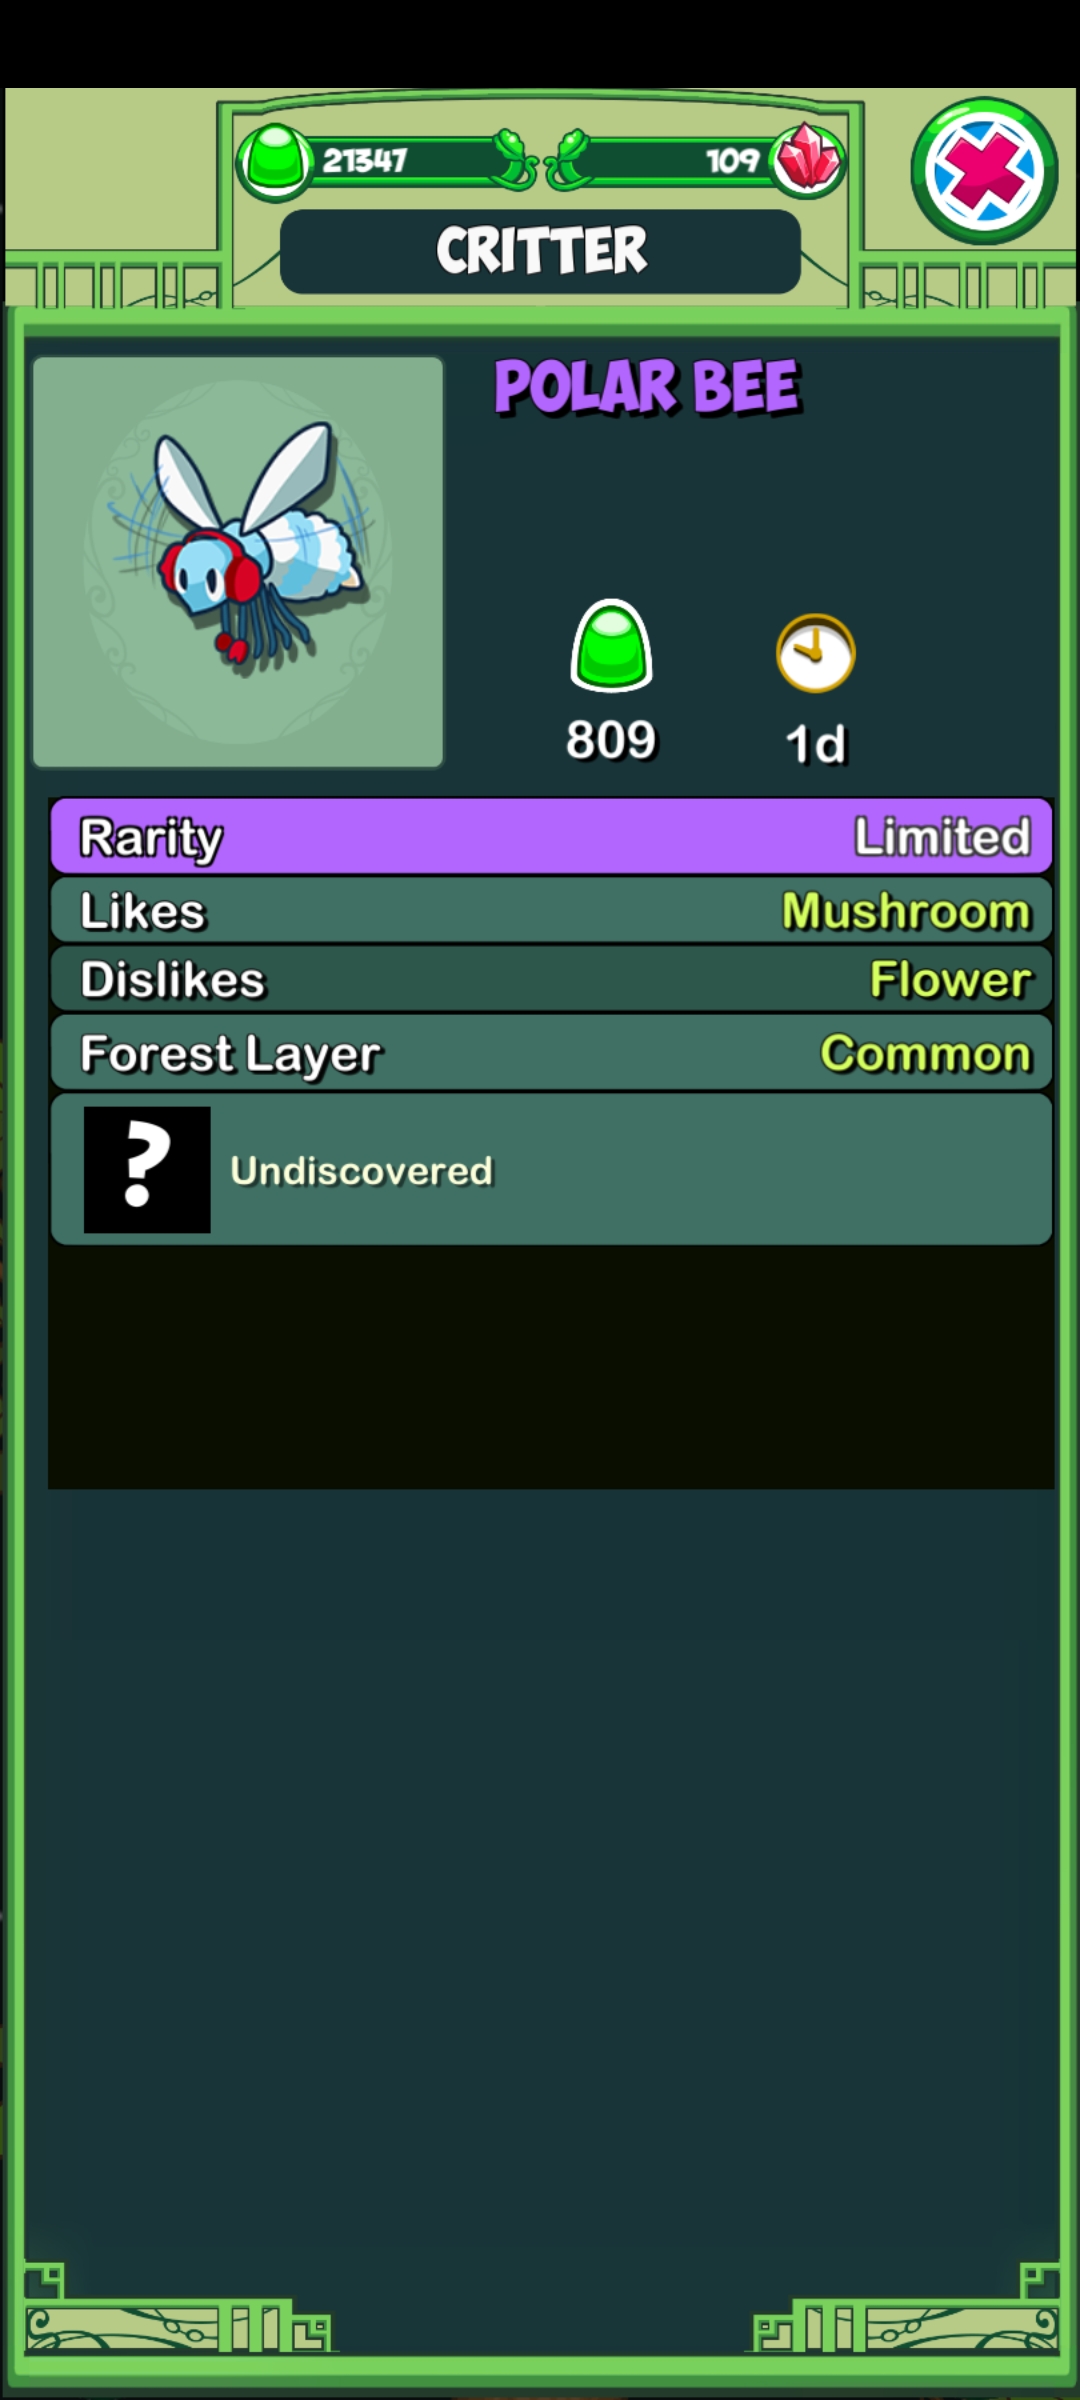 21347
109
CRITTER
POLAR BEE
809
1d
Rarity Limited
Likes Mushroom
Dislikes Flower
Forest Layer Common
? Undiscovered